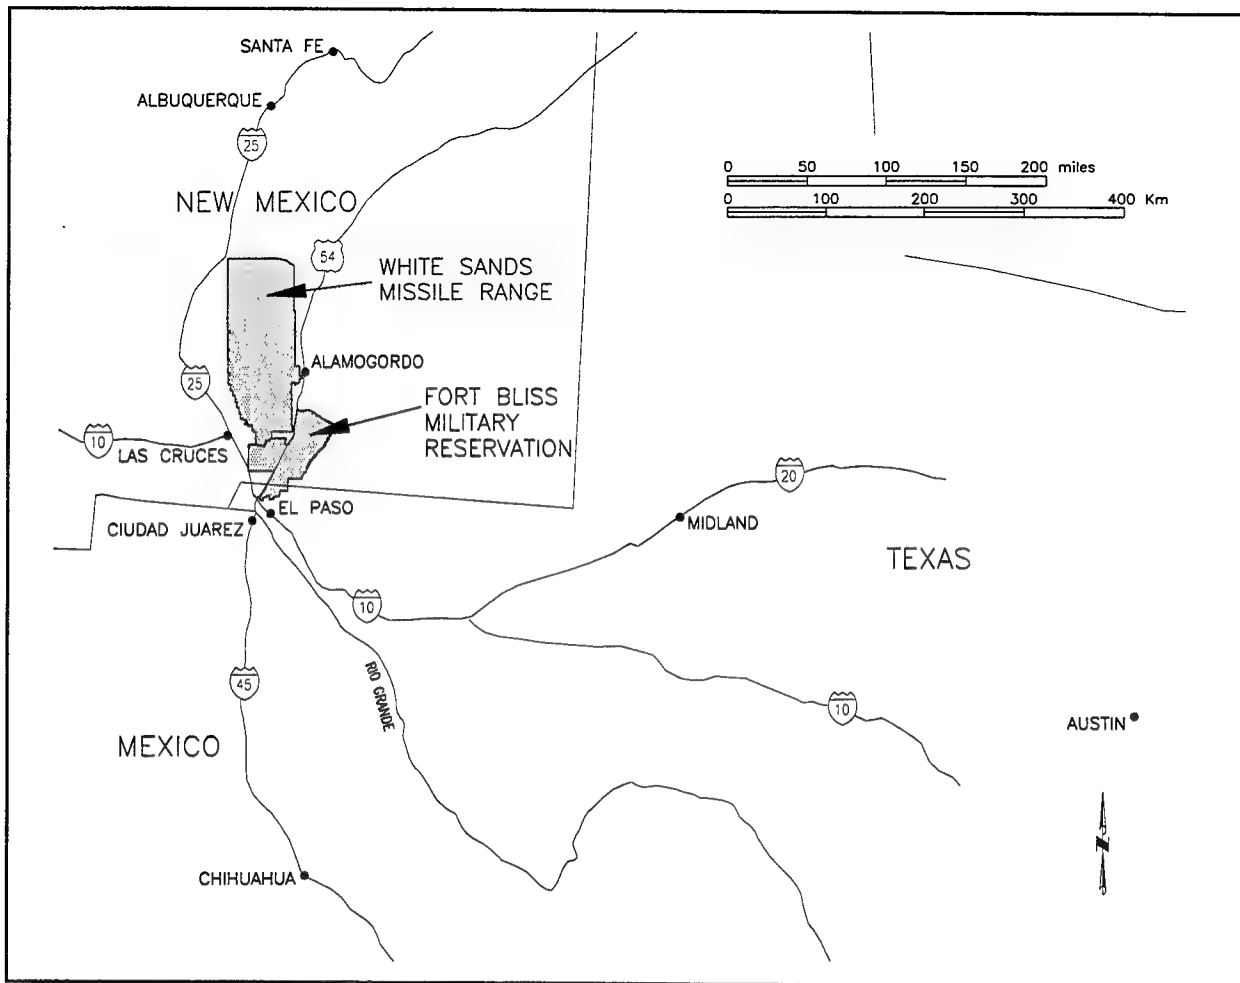 SANTA FE
ALBUQUERQUE
25
NEW MEXICO
0 50 100 150 200 miles
0 100 200 300 400 Km
54
WHITE SANDS
MISSILE RANGE
ALAMOGORDO
25
FORT BLISS
MILITARY
RESERVATION
10
LAS CRUCES
20
EL PASO
CIUDAD JUAREZ
MIDLAND
TEXAS
10
RIO GRANDE
45
10
AUSTIN
MEXICO
N
CHIHUAHUA